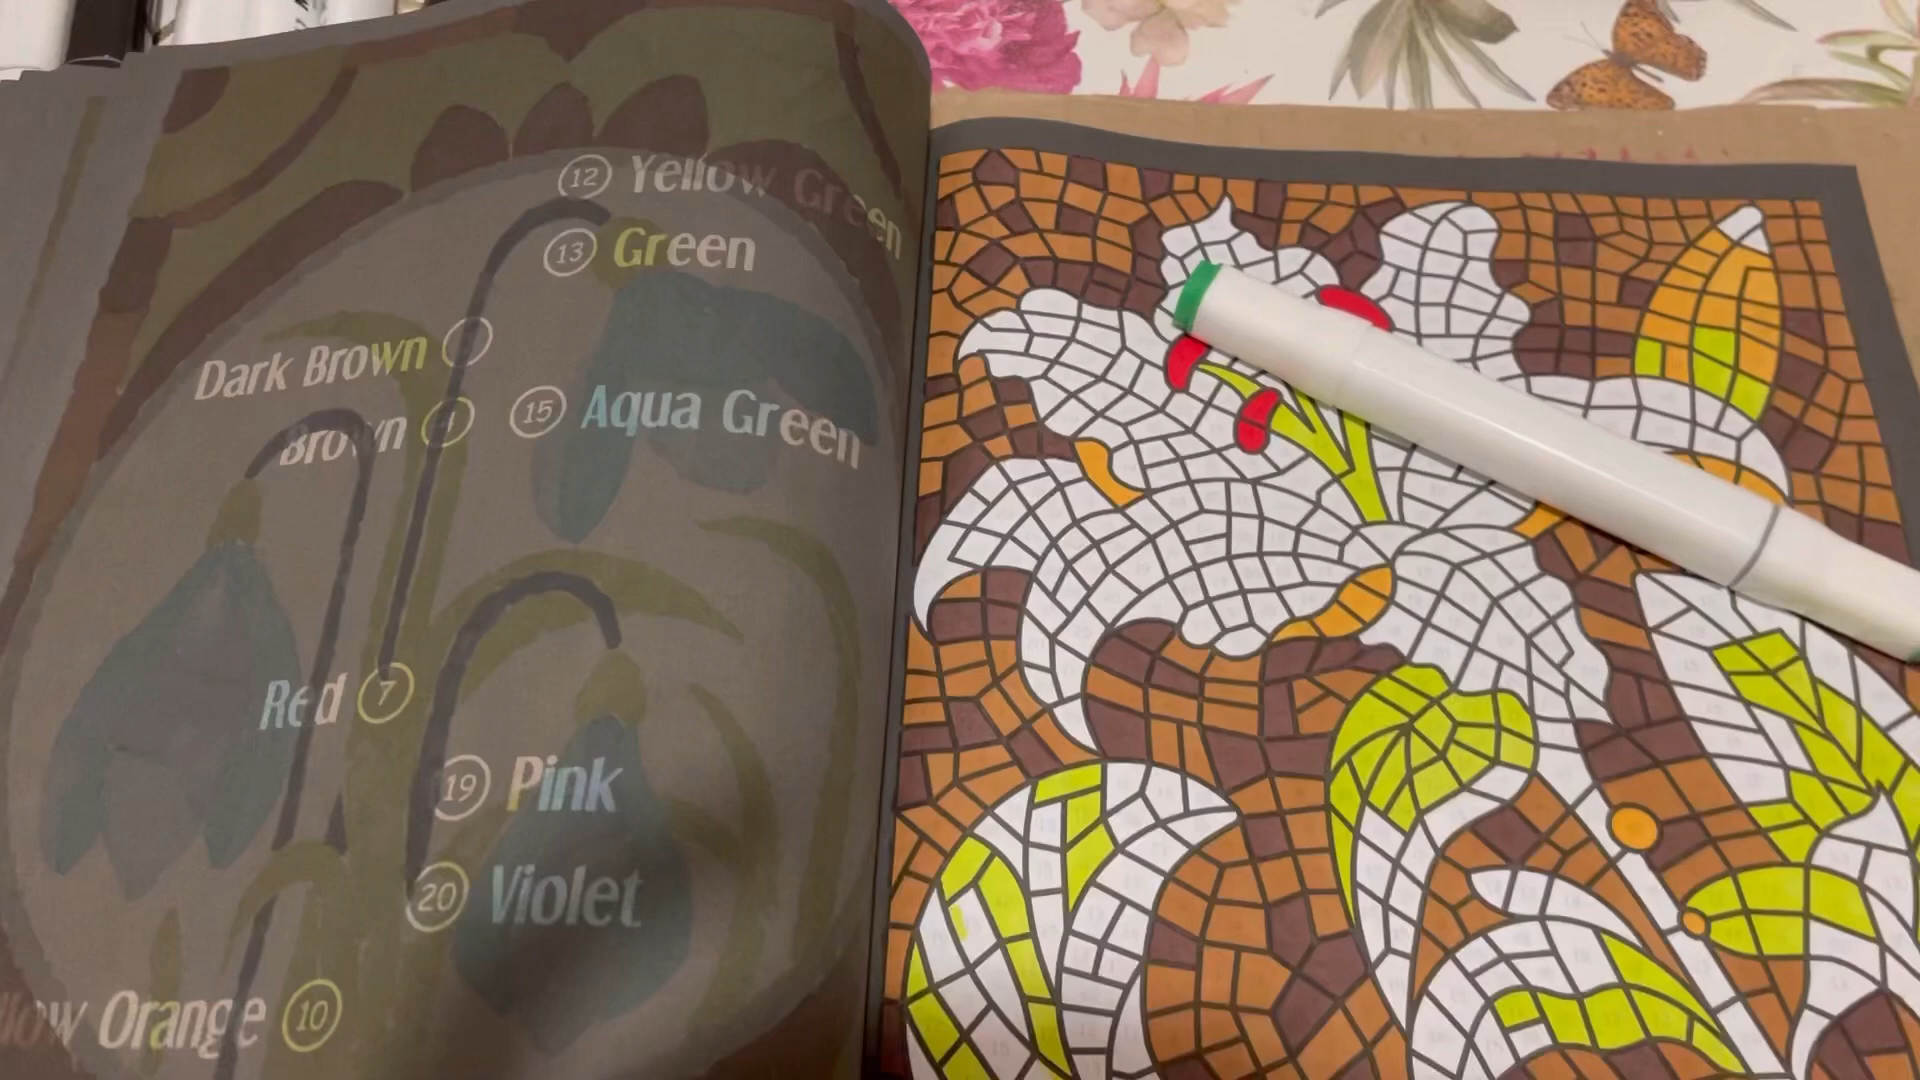 12 Yellow Green
13 Green
Dark Brown
Brown 4
15 Aqua Green
Red 7
19 Pink
20 Violet
Orange 10